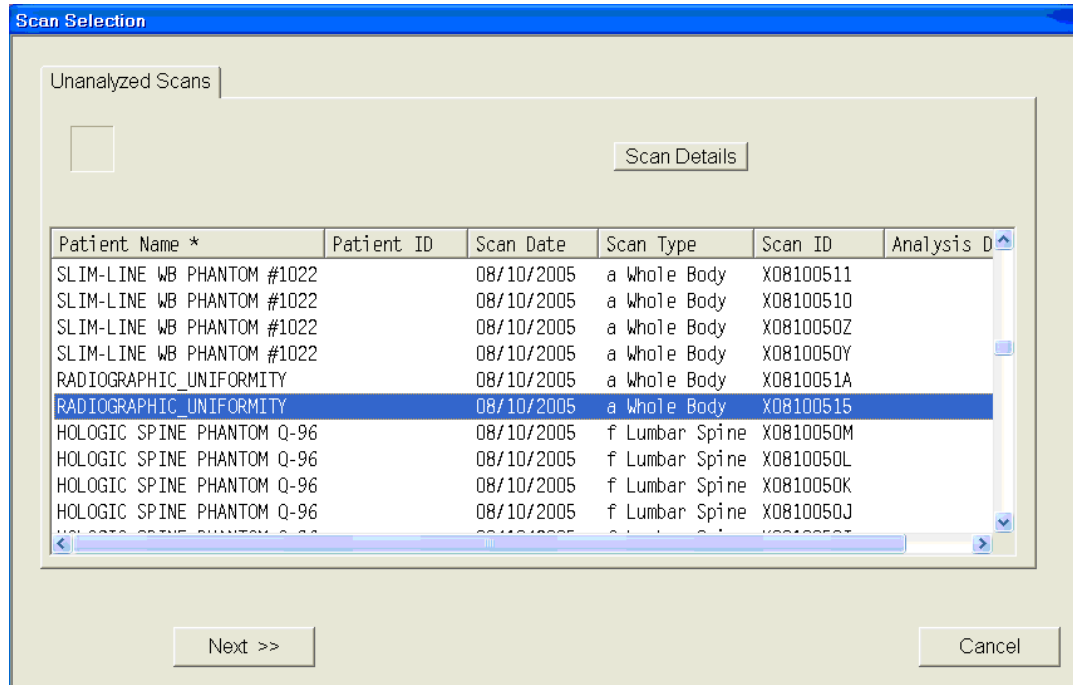 Scan Selection
Unanalyzed Scans
Scan Details
Patient Name * Patient ID Scan Date Scan Type Scan ID Analysis D
SLIM-LINE WB PHANTOM #1022 08/10/2005 a Whole Body X08100511
SLIM-LINE WB PHANTOM #1022 08/10/2005 a Whole Body X08100510
SLIM-LINE WB PHANTOM #1022 08/10/2005 a Whole Body X0810050Z
SLIM-LINE WB PHANTOM #1022 08/10/2005 a Whole Body X0810050Y
RADIOGRAPHIC_UNIFORMITY 08/10/2005 a Whole Body X0810051A
RADIOGRAPHIC_UNIFORMITY 08/10/2005 a Whole Body X08100515
HOLOGIC SPINE PHANTOM Q-96 08/10/2005 f Lumbar Spine X0810050M
HOLOGIC SPINE PHANTOM Q-96 08/10/2005 f Lumbar Spine X0810050L
HOLOGIC SPINE PHANTOM Q-96 08/10/2005 f Lumbar Spine X0810050K
HOLOGIC SPINE PHANTOM Q-96 08/10/2005 f Lumbar Spine X0810050J
Next >> Cancel